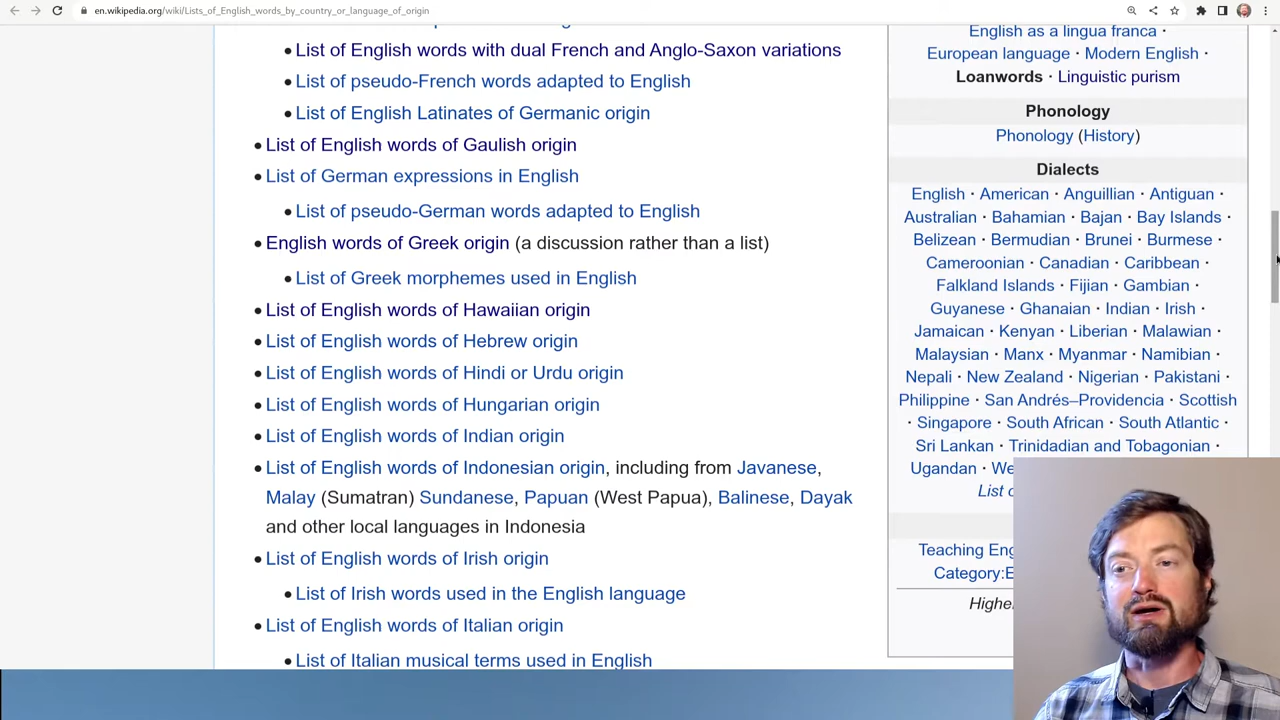 en.wikipedia.org/wiki/Lists_of_English_words_by_country_or_language_of_origin
List of English words with dual French and Anglo-Saxon variations
List of pseudo-French words adapted to English
List of English Latinates of Germanic origin
List of English words of Gaulish origin
List of German expressions in English
List of pseudo-German words adapted to English
English words of Greek origin (a discussion rather than a list)
List of Greek morphemes used in English
List of English words of Hawaiian origin
List of English words of Hebrew origin
List of English words of Hindi or Urdu origin
List of English words of Hungarian origin
List of English words of Indian origin
List of English words of Indonesian origin, including from Javanese,
Malay (Sumatran) Sundanese, Papuan (West Papua), Balinese, Dayak
and other local languages in Indonesia
List of English words of Irish origin
List of Irish words used in the English language
List of English words of Italian origin
List of Italian musical terms used in English
English as a lingua franca ·
European language · Modern English ·
Loanwords · Linguistic purism
Phonology
Phonology (History)
Dialects
English · American · Anguillian · Antiguan ·
Australian · Bahamian · Bajan · Bay Islands ·
Belizean · Bermudian · Brunei · Burmese ·
Cameroonian · Canadian · Caribbean ·
Falkland Islands · Fijian · Gambian ·
Guyanese · Ghanaian · Indian · Irish ·
Jamaican · Kenyan · Liberian · Malawian ·
Malaysian · Manx · Myanmar · Namibian ·
Nepali · New Zealand · Nigerian · Pakistani ·
Philippine · San Andrés–Providencia · Scottish
· Singapore · South African · South Atlantic ·
Sri Lankan · Trinidadian and Tobagonian ·
Ugandan · We
List
Teaching Eng
Category:E
Highe